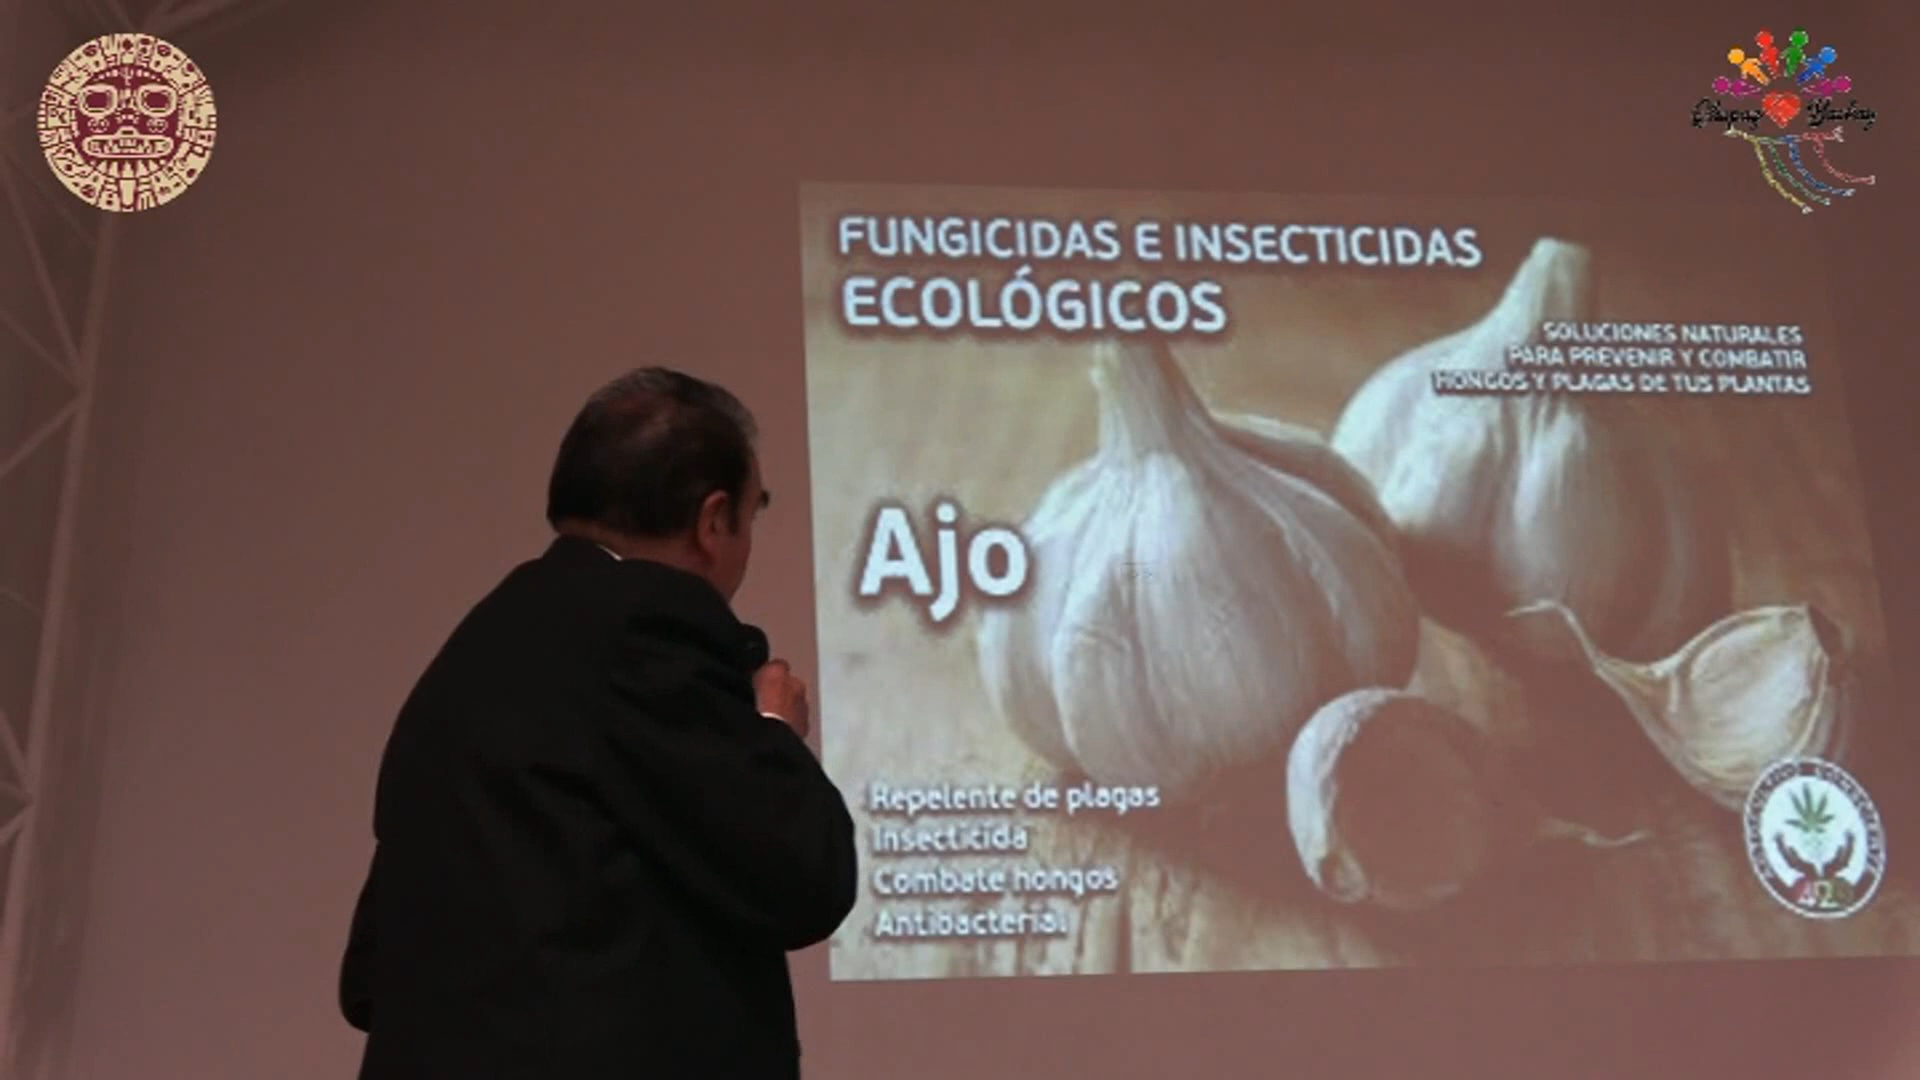 FUNGICIDAS E INSECTICIDAS
ECOLÓGICOS
SOLUCIONES NATURALES
PARA PREVENIR Y COMBATIR
HONGOS Y PLAGAS DE TUS PLANTAS
Ajo
Repelente de plagas
Insecticida
Combate hongos
Antibacterial
420